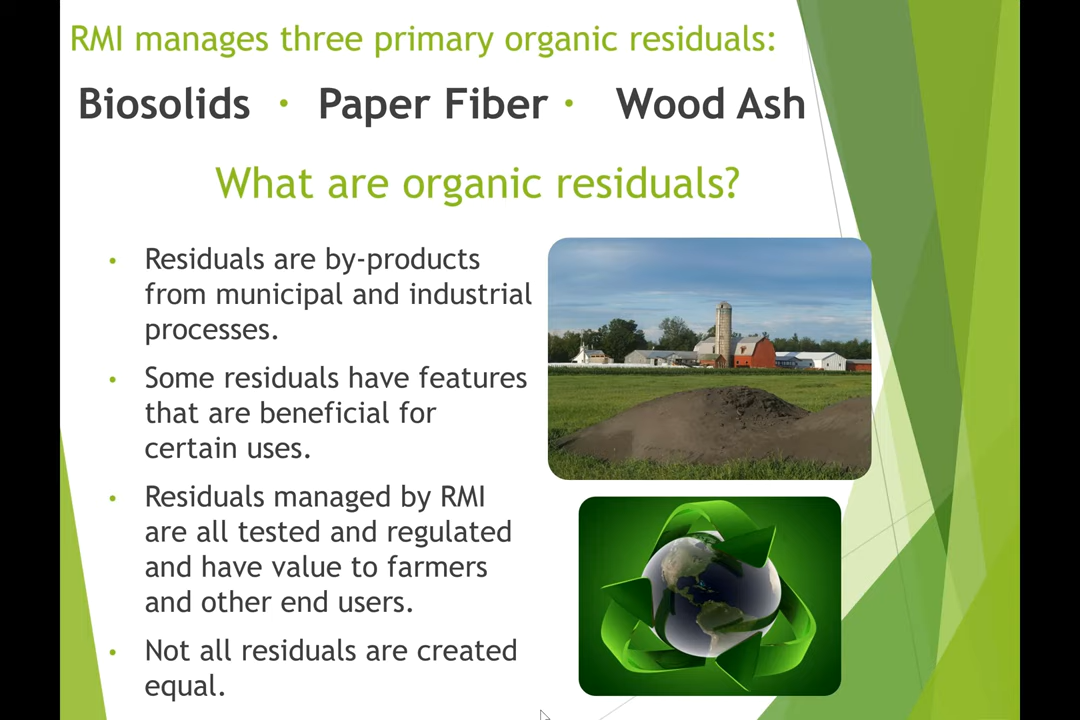 RMI manages three primary organic residuals:
Biosolids • Paper Fiber • Wood Ash
What are organic residuals?
• Residuals are by-products
from municipal and industrial
processes.
• Some residuals have features
that are beneficial for
certain uses.
• Residuals managed by RMI
are all tested and regulated
and have value to farmers
and other end users.
• Not all residuals are created
equal.